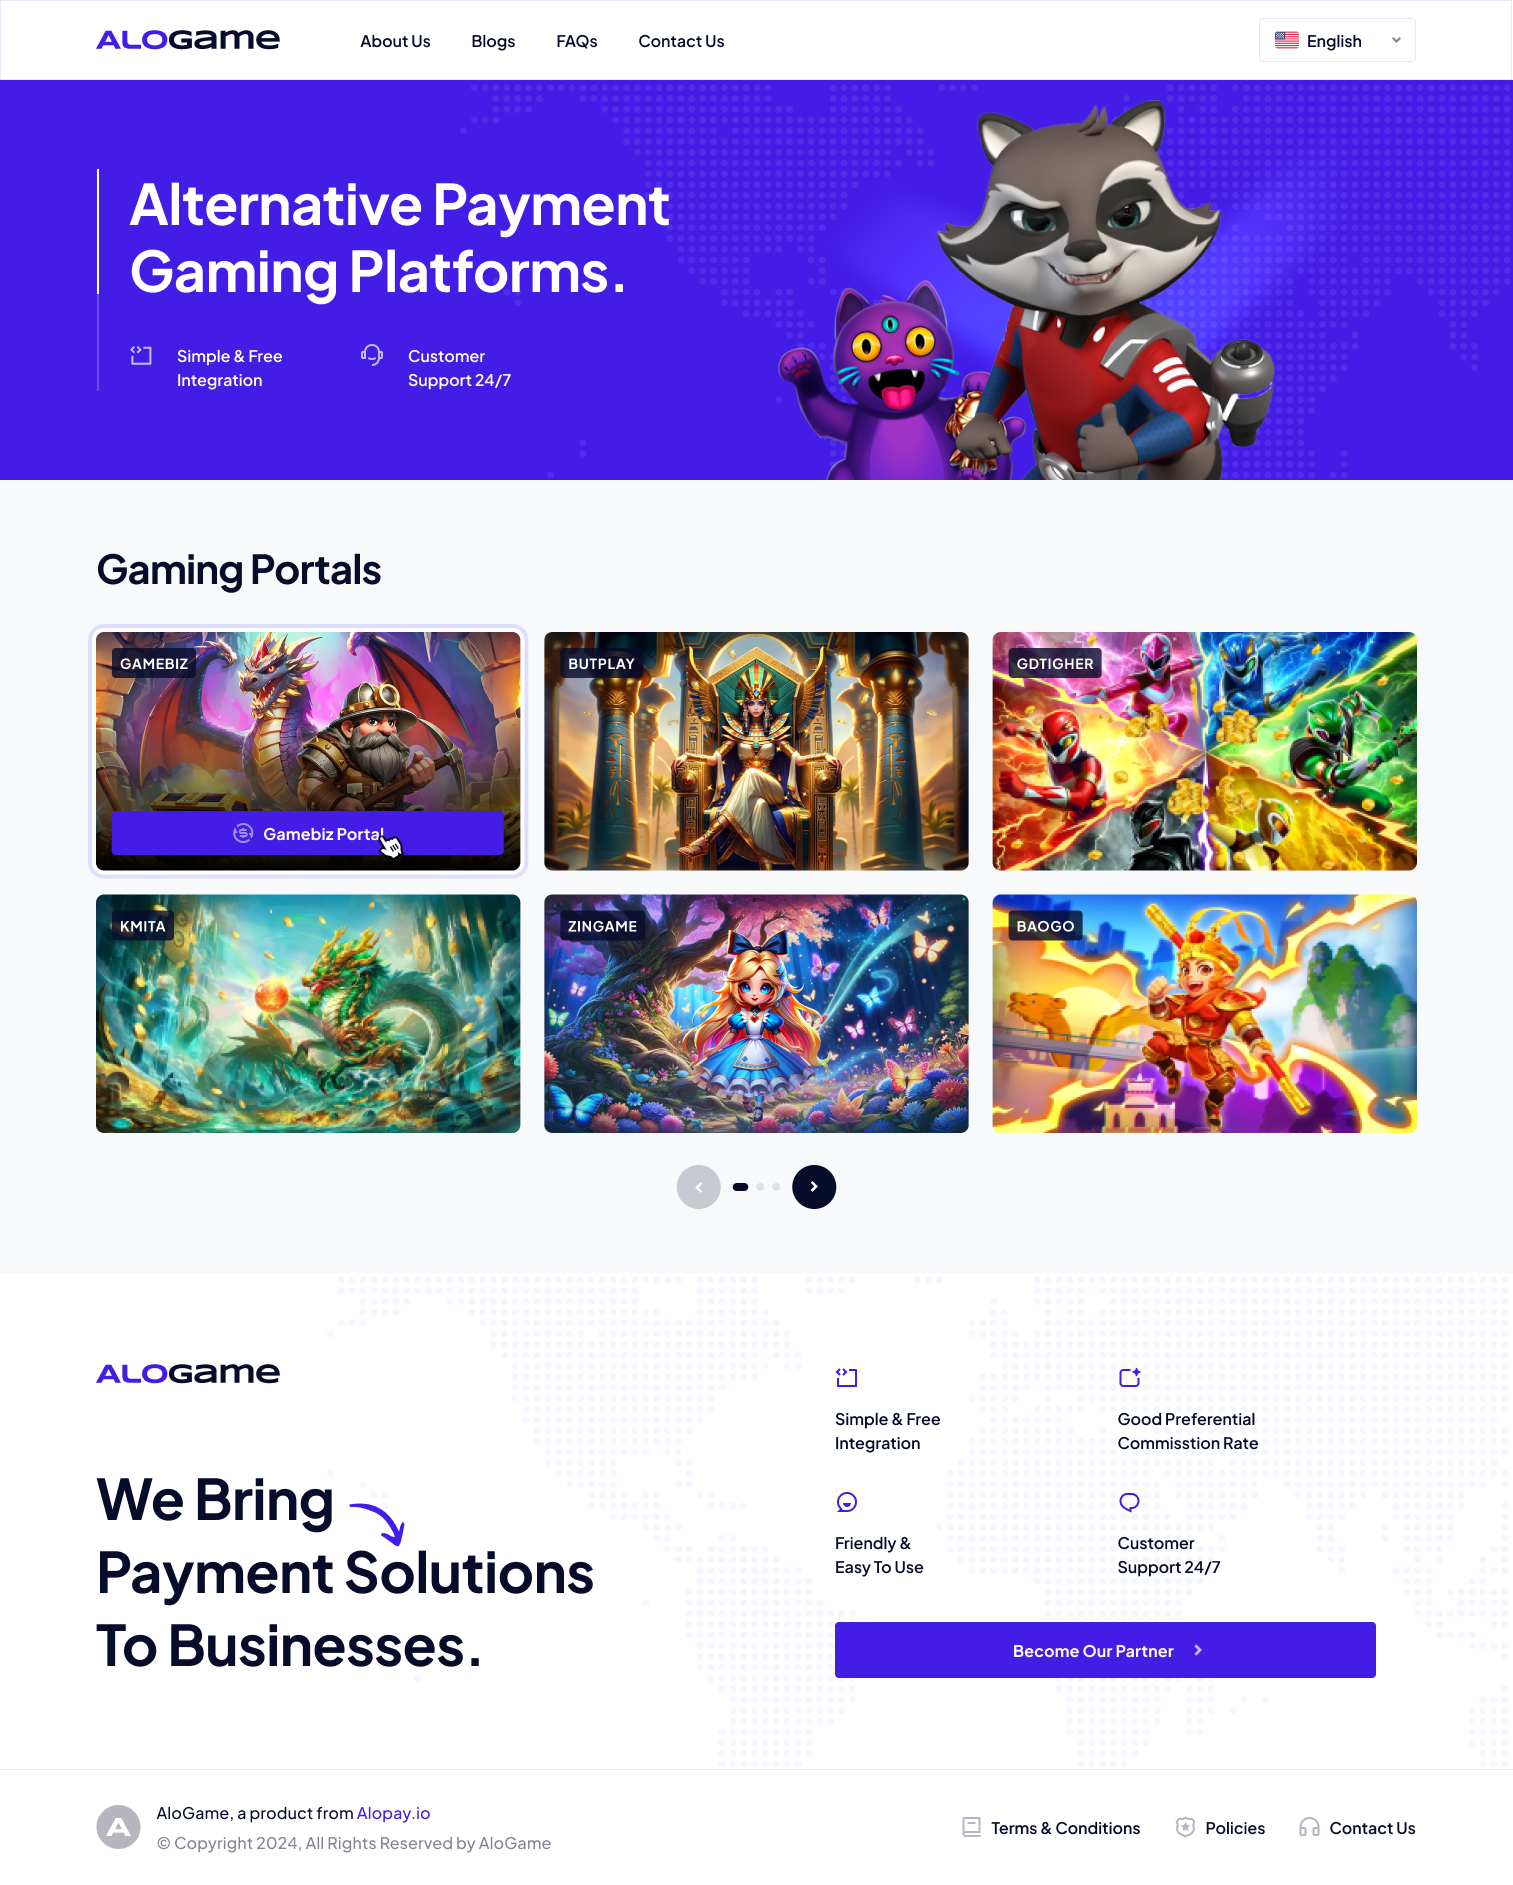 ALOGame
About Us
Blogs
FAQs
Contact Us
English
Alternative Payment
Gaming Platforms.
Simple & Free
Integration
Customer
Support 24/7
Gaming Portals
GAMEBIZ
BUTPLAY
GDTIGHER
Gamebiz Portal
KMITA
ZINGAME
BAOGO
ALOGame
We Bring
Payment Solutions
To Businesses.
Simple & Free
Integration
Good Preferential
Commisstion Rate
Friendly &
Easy To Use
Customer
Support 24/7
Become Our Partner
AloGame, a product from Alopay.io
© Copyright 2024, All Rights Reserved by AloGame
Terms & Conditions
Policies
Contact Us